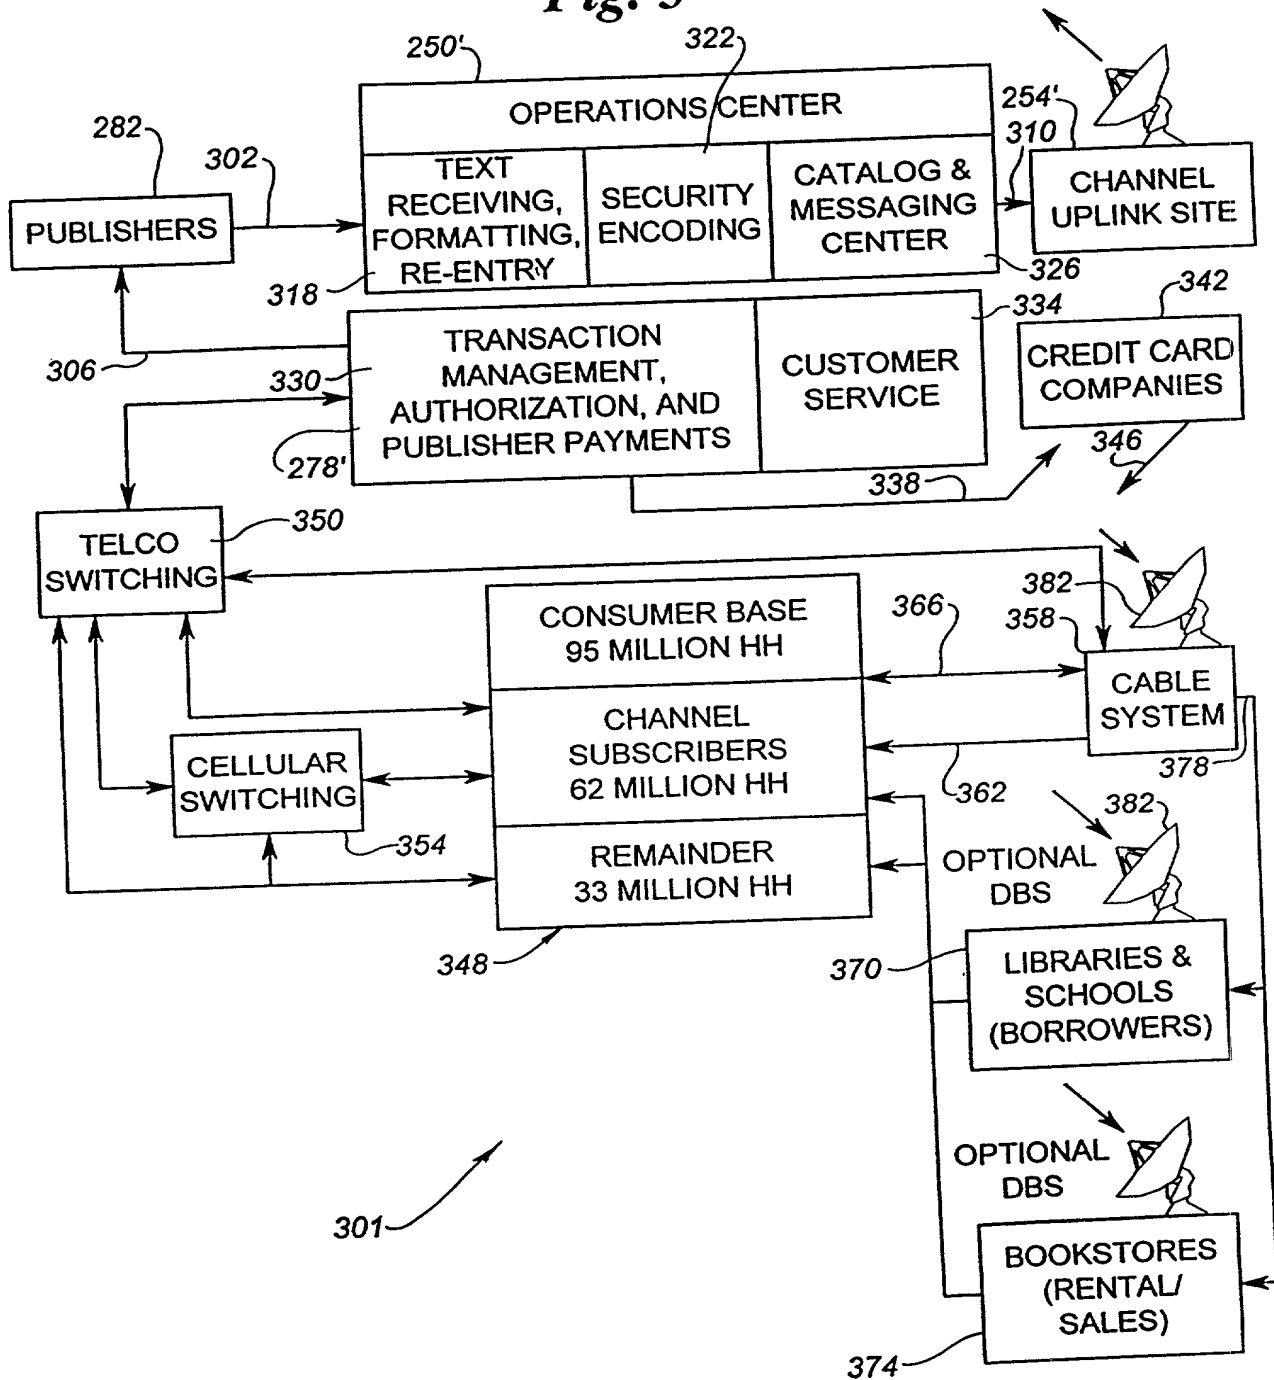 Fig.
250'
322
OPERATIONS CENTER
254'
310
282
302
PUBLISHERS
TEXT
RECEIVING,
FORMATTING,
RE-ENTRY
SECURITY
ENCODING
CATALOG &
MESSAGING
CENTER
CHANNEL
UPLINK SITE
318
326
342
334
306
330
TRANSACTION
MANAGEMENT,
AUTHORIZATION, AND
PUBLISHER PAYMENTS
CUSTOMER
SERVICE
CREDIT CARD
COMPANIES
278'
338
346
350
TELCO
SWITCHING
382
358
366
CONSUMER BASE
95 MILLION HH
CABLE
SYSTEM
CHANNEL
SUBSCRIBERS
62 MILLION HH
378
362
382
CELLULAR
SWITCHING
354
REMAINDER
33 MILLION HH
OPTIONAL
DBS
348
370
LIBRARIES &
SCHOOLS
(BORROWERS)
OPTIONAL
DBS
301
BOOKSTORES
(RENTAL/
SALES)
374